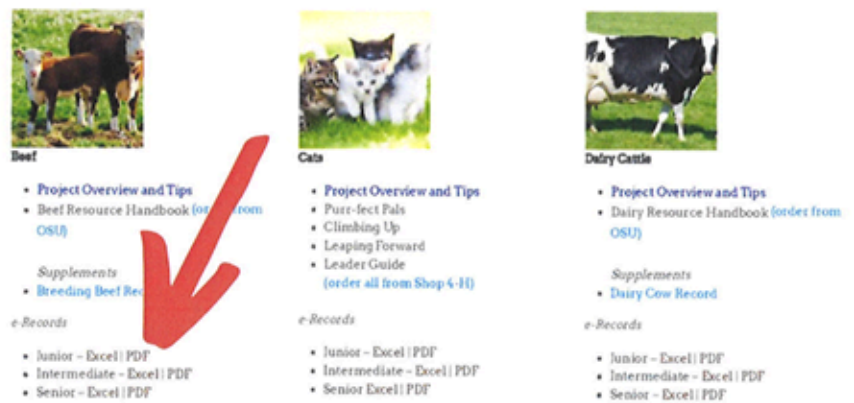 Beef
Project Overview and Tips
Beef Resource Handbook (or from
OSU)
Supplements
Breeding Beef Rec
e-Records
Junior – Excel | PDF
Intermediate – Excel | PDF
Senior – Excel | PDF
Cats
Project Overview and Tips
Purr-fect Pals
Climbing Up
Leaping Forward
Leader Guide
(order all from Shop 4-H)
e-Records
Junior – Excel | PDF
Intermediate – Excel | PDF
Senior Excel | PDF
Dairy Cattle
Project Overview and Tips
Dairy Resource Handbook (order from
OSU)
Supplements
Dairy Cow Record
e-Records
Junior – Excel | PDF
Intermediate – Excel | PDF
Senior – Excel | PDF